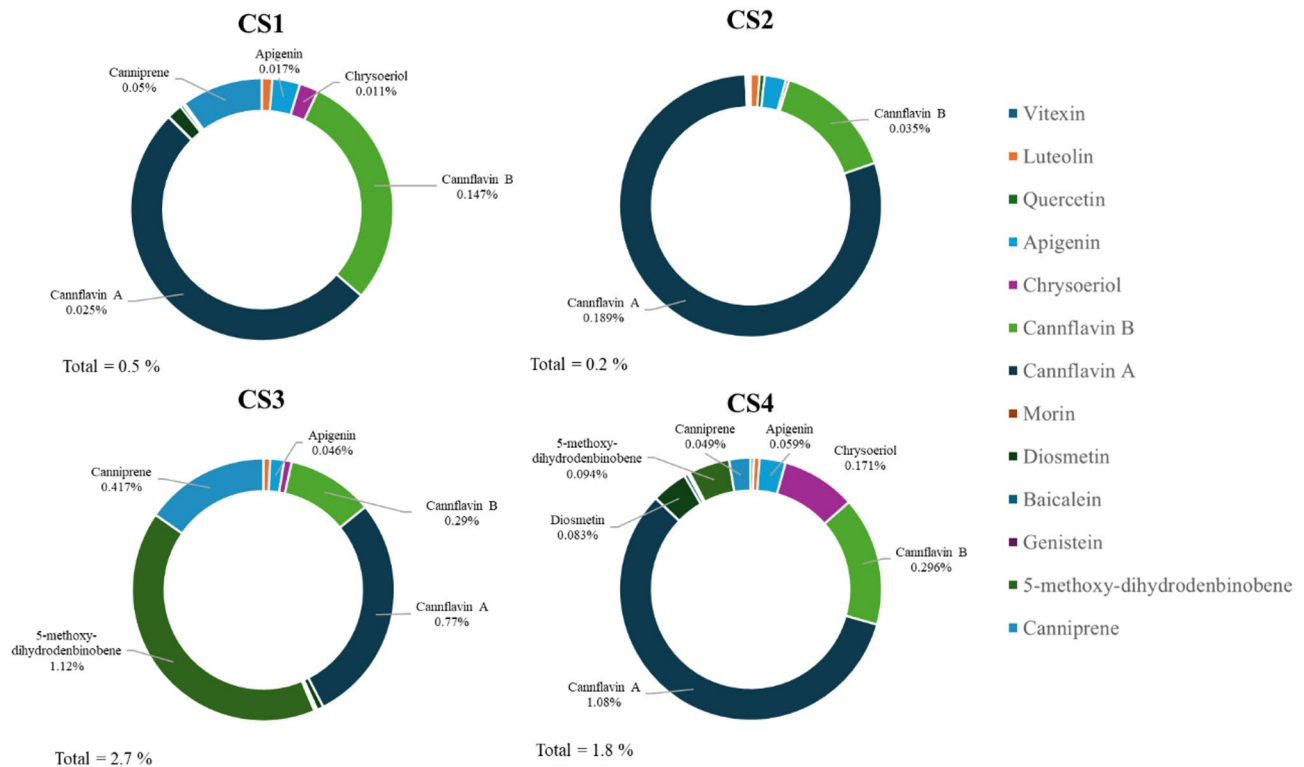 CS1
Canniprene
0.05%
Apigenin
0.017%
Chrysoeriol
0.011%
Cannflavin B
0.147%
Cannflavin A
0.025%
Total = 0.5 %
CS2
Cannflavin B
0.035%
Cannflavin A
0.189%
Total = 0.2 %
CS3
Apigenin
0.046%
Canniprene
0.417%
Cannflavin B
0.29%
Cannflavin A
0.77%
5-methoxy-
dihydrodenbinobene
1.12%
Total = 2.7 %
CS4
Canniprene
0.049%
Apigenin
0.059%
5-methoxy-
dihydrodenbinobene
0.094%
Chrysoeriol
0.171%
Diosmetin
0.083%
Cannflavin B
0.296%
Cannflavin A
1.08%
Total = 1.8 %
Vitexin
Luteolin
Quercetin
Apigenin
Chrysoeriol
Cannflavin B
Cannflavin A
Morin
Diosmetin
Baicalein
Genistein
5-methoxy-dihydrodenbinobene
Canniprene